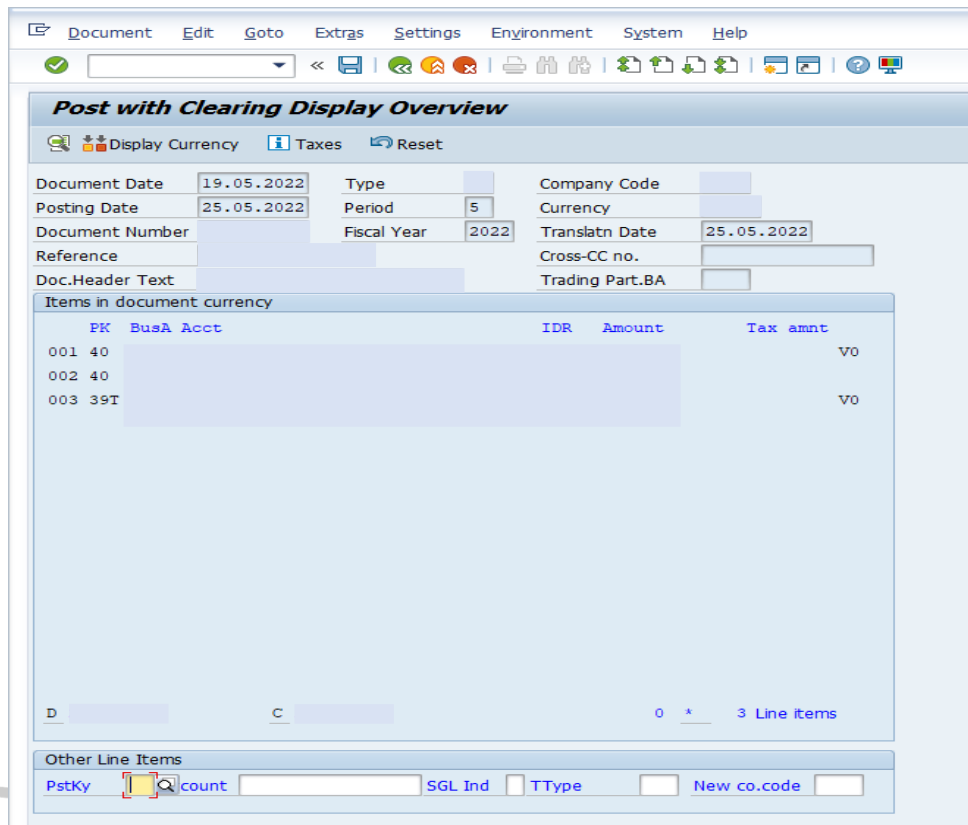 Document Edit Goto Extras Settings Environment System Help
Post with Clearing Display Overview
Display Currency Taxes Reset
Document Date 19.05.2022 Type Company Code
Posting Date 25.05.2022 Period 5 Currency
Document Number Fiscal Year 2022 Translatn Date 25.05.2022
Reference Cross-CC no.
Doc.Header Text Trading Part.BA
Items in document currency
PK BusA Acct IDR Amount Tax amnt
001 40 V0
002 40
003 39T V0
D C 0 * 3 Line items
Other Line Items
PstKy count SGL Ind TType New co.code